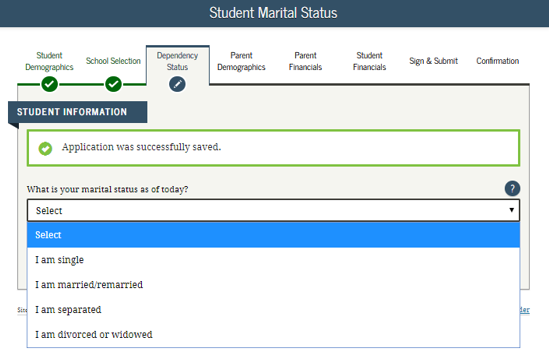 Student Marital Status
Student
Demographics
School Selection
Dependency
Status
Parent
Demographics
Parent
Financials
Student
Financials
Sign & Submit
Confirmation
STUDENT INFORMATION
Application was successfully saved.
What is your marital status as of today?
?
Select
Select
I am single
I am married/remarried
I am separated
I am divorced or widowed